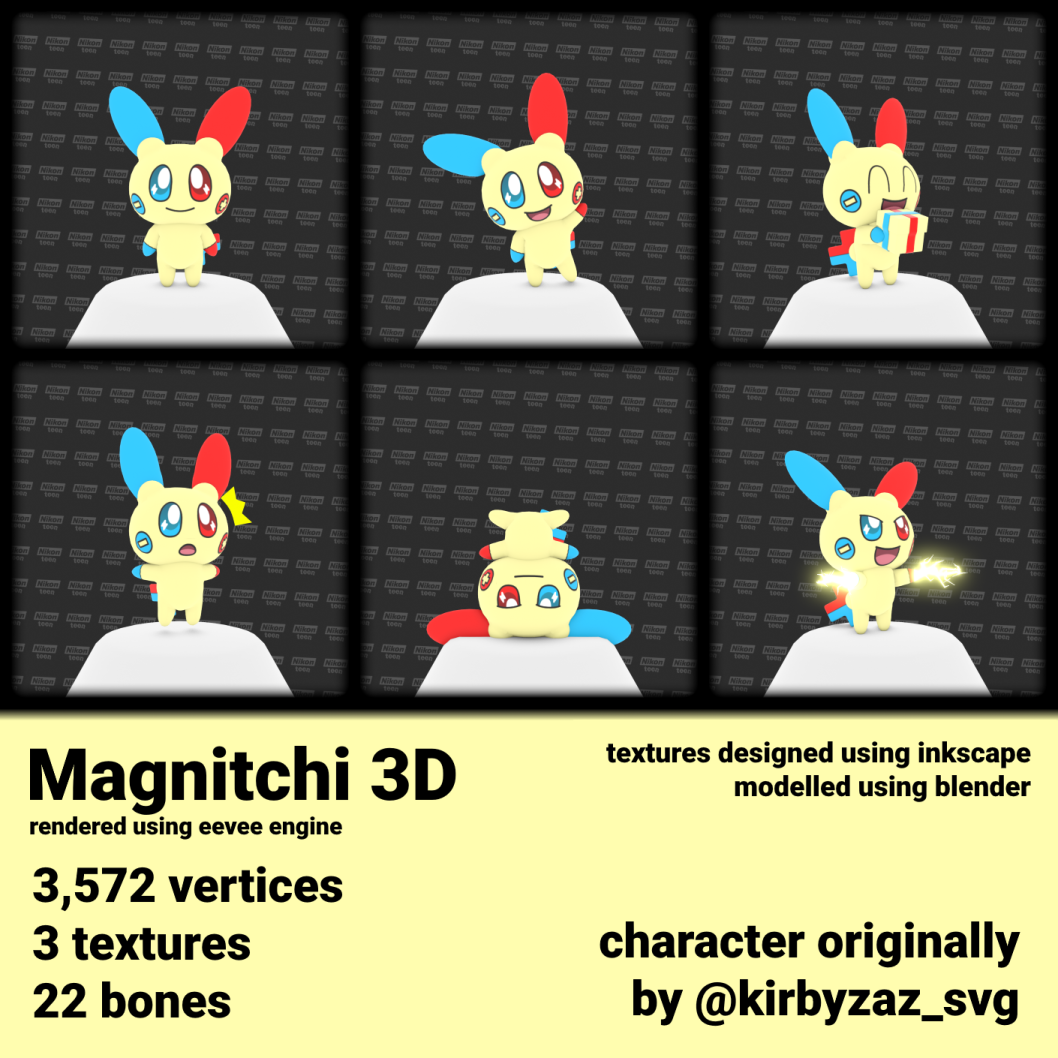 Magnitchi 3D
rendered using eevee engine
3,572 vertices
3 textures
22 bones
textures designed using inkscape
modelled using blender
character originally
by @kirbyzaz_svg